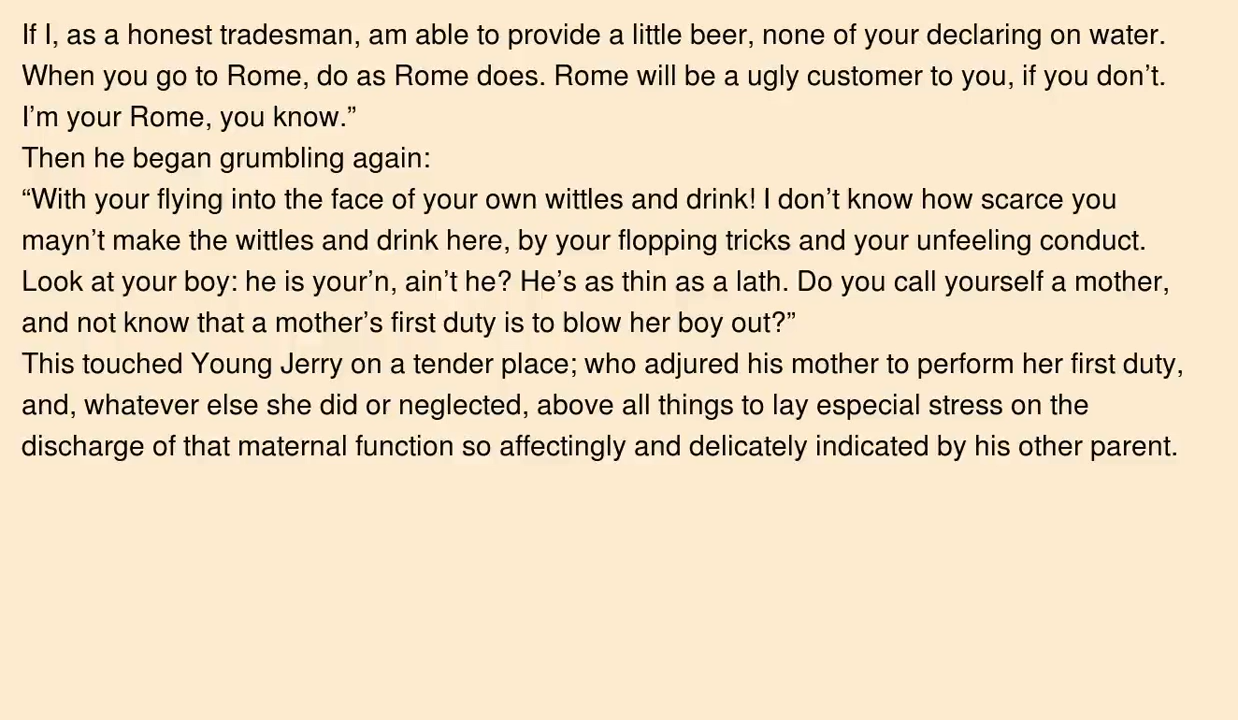 If I, as a honest tradesman, am able to provide a little beer, none of your declaring on water.
When you go to Rome, do as Rome does. Rome will be a ugly customer to you, if you don’t.
I’m your Rome, you know.”
Then he began grumbling again:
“With your flying into the face of your own wittles and drink! I don’t know how scarce you
mayn’t make the wittles and drink here, by your flopping tricks and your unfeeling conduct.
Look at your boy: he is your’n, ain’t he? He’s as thin as a lath. Do you call yourself a mother,
and not know that a mother’s first duty is to blow her boy out?”
This touched Young Jerry on a tender place; who adjured his mother to perform her first duty,
and, whatever else she did or neglected, above all things to lay especial stress on the
discharge of that maternal function so affectingly and delicately indicated by his other parent.